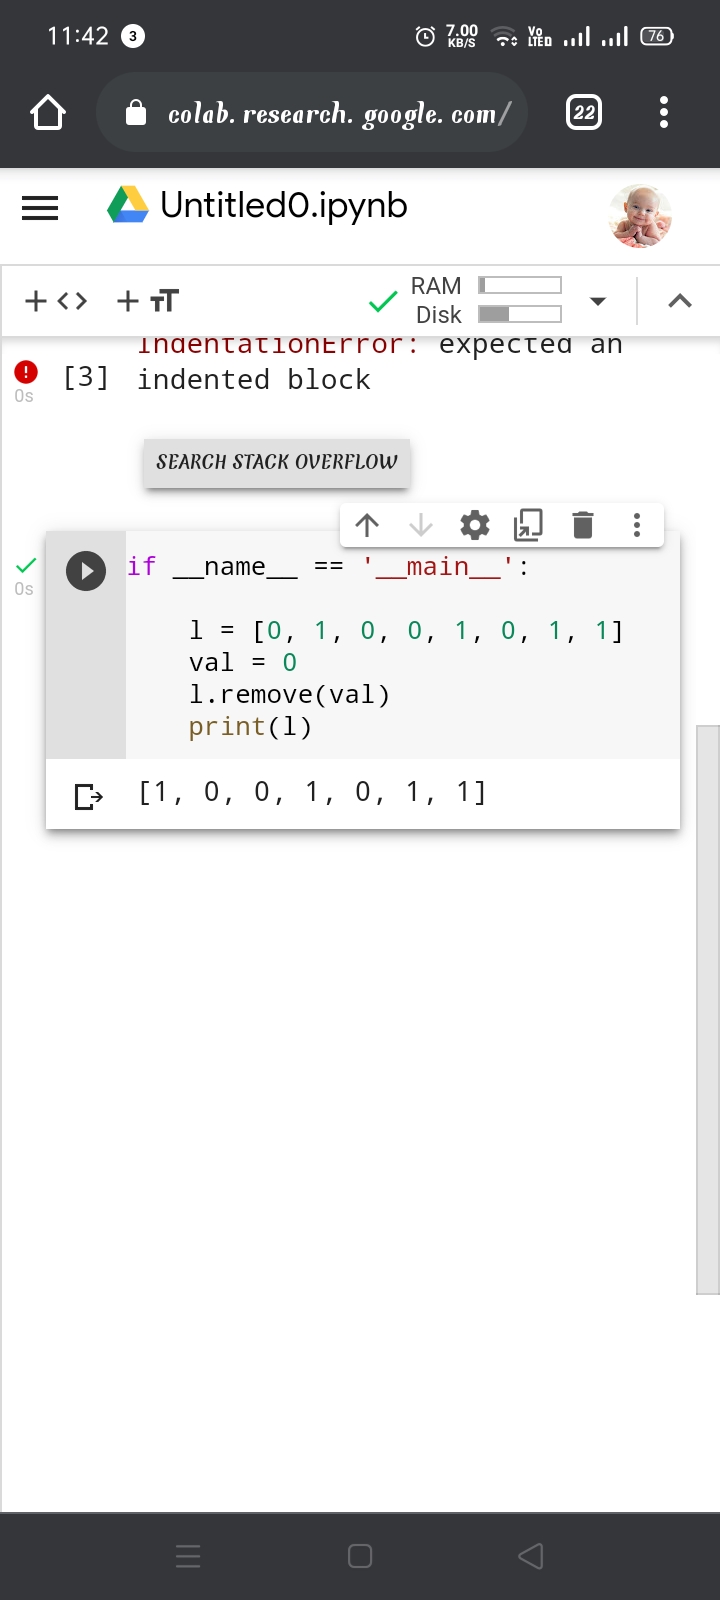 11:42 3 7.00 KB/S Vo LTED 76
colab.research.google.com/ 22
Untitled0.ipynb
+ <> + TT RAM
Disk
IndentationError: expected an
[3] indented block
0s
SEARCH STACK OVERFLOW
if __name__ == '__main__':
0s
l = [0, 1, 0, 0, 1, 0, 1, 1]
val = 0
l.remove(val)
print(l)
[1, 0, 0, 1, 0, 1, 1]